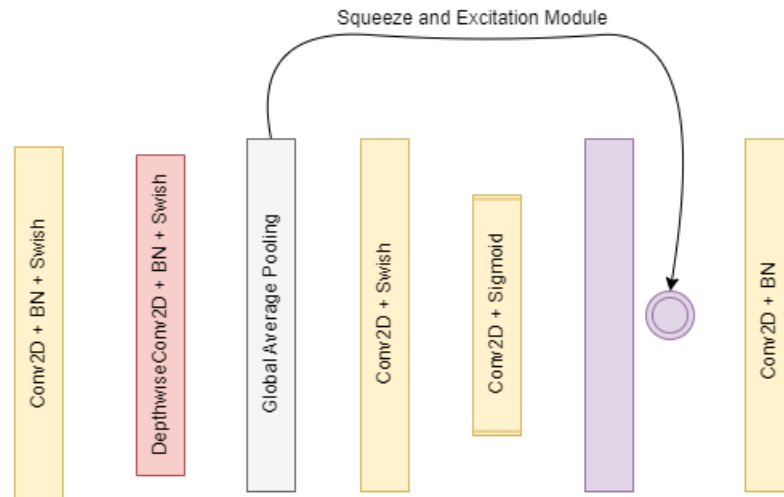 Squeeze and Excitation Module
Conv2D + BN + Swish
DepthwiseConv2D + BN + Swish
Global Average Pooling
Conv2D + Swish
Conv2D + Sigmoid
Conv2D + BN